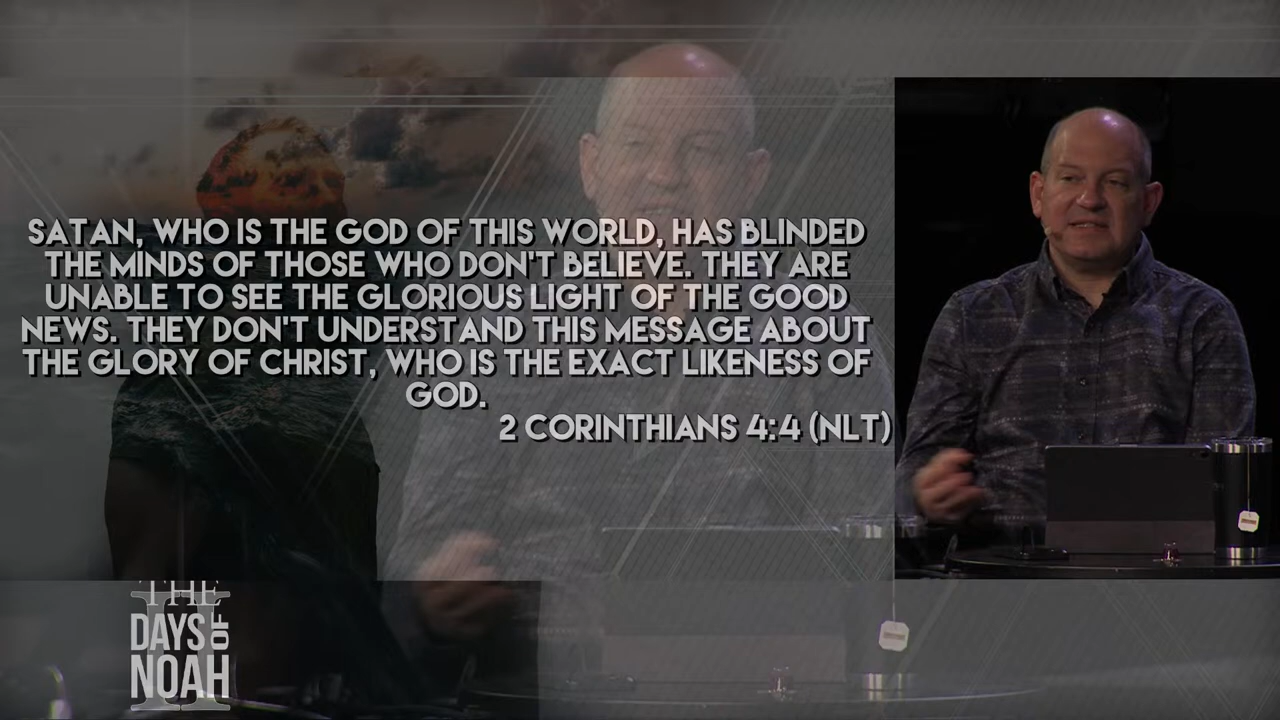 SATAN, WHO IS THE GOD OF THIS WORLD, HAS BLINDED
THE MINDS OF THOSE WHO DON'T BELIEVE. THEY ARE
UNABLE TO SEE THE GLORIOUS LIGHT OF THE GOOD
NEWS. THEY DON'T UNDERSTAND THIS MESSAGE ABOUT
THE GLORY OF CHRIST, WHO IS THE EXACT LIKENESS OF
GOD.
2 CORINTHIANS 4:4 (NLT)
THE
DAYS OF
NOAH
II